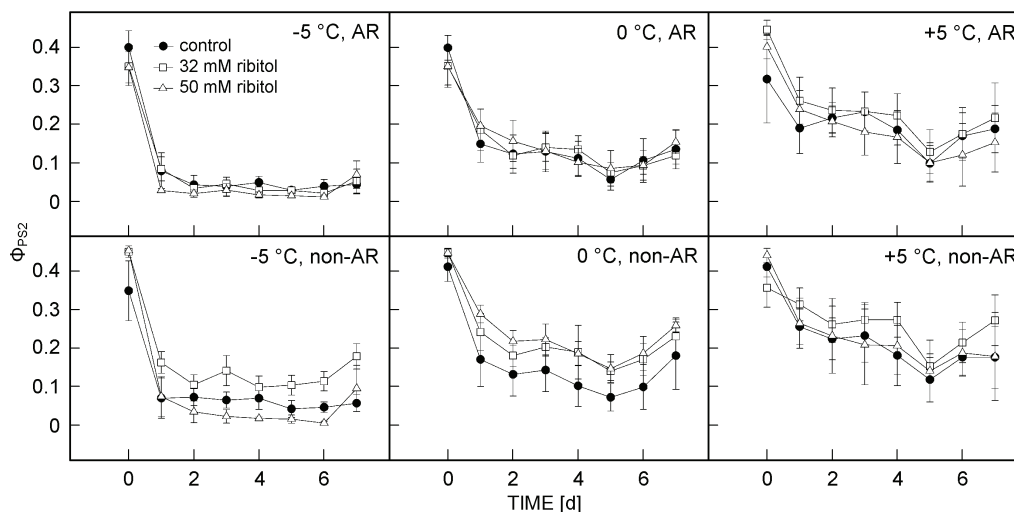 -5 °C, AR
control
32 mM ribitol
50 mM ribitol
0 °C, AR
+5 °C, AR
0.4
0.3
0.2
0.1
0
-5 °C, non-AR
0 °C, non-AR
+5 °C, non-AR
0.4
0.3
0.2
0.1
0
ΦPS2
0 2 4 6
0 2 4 6
0 2 4 6
TIME [d]